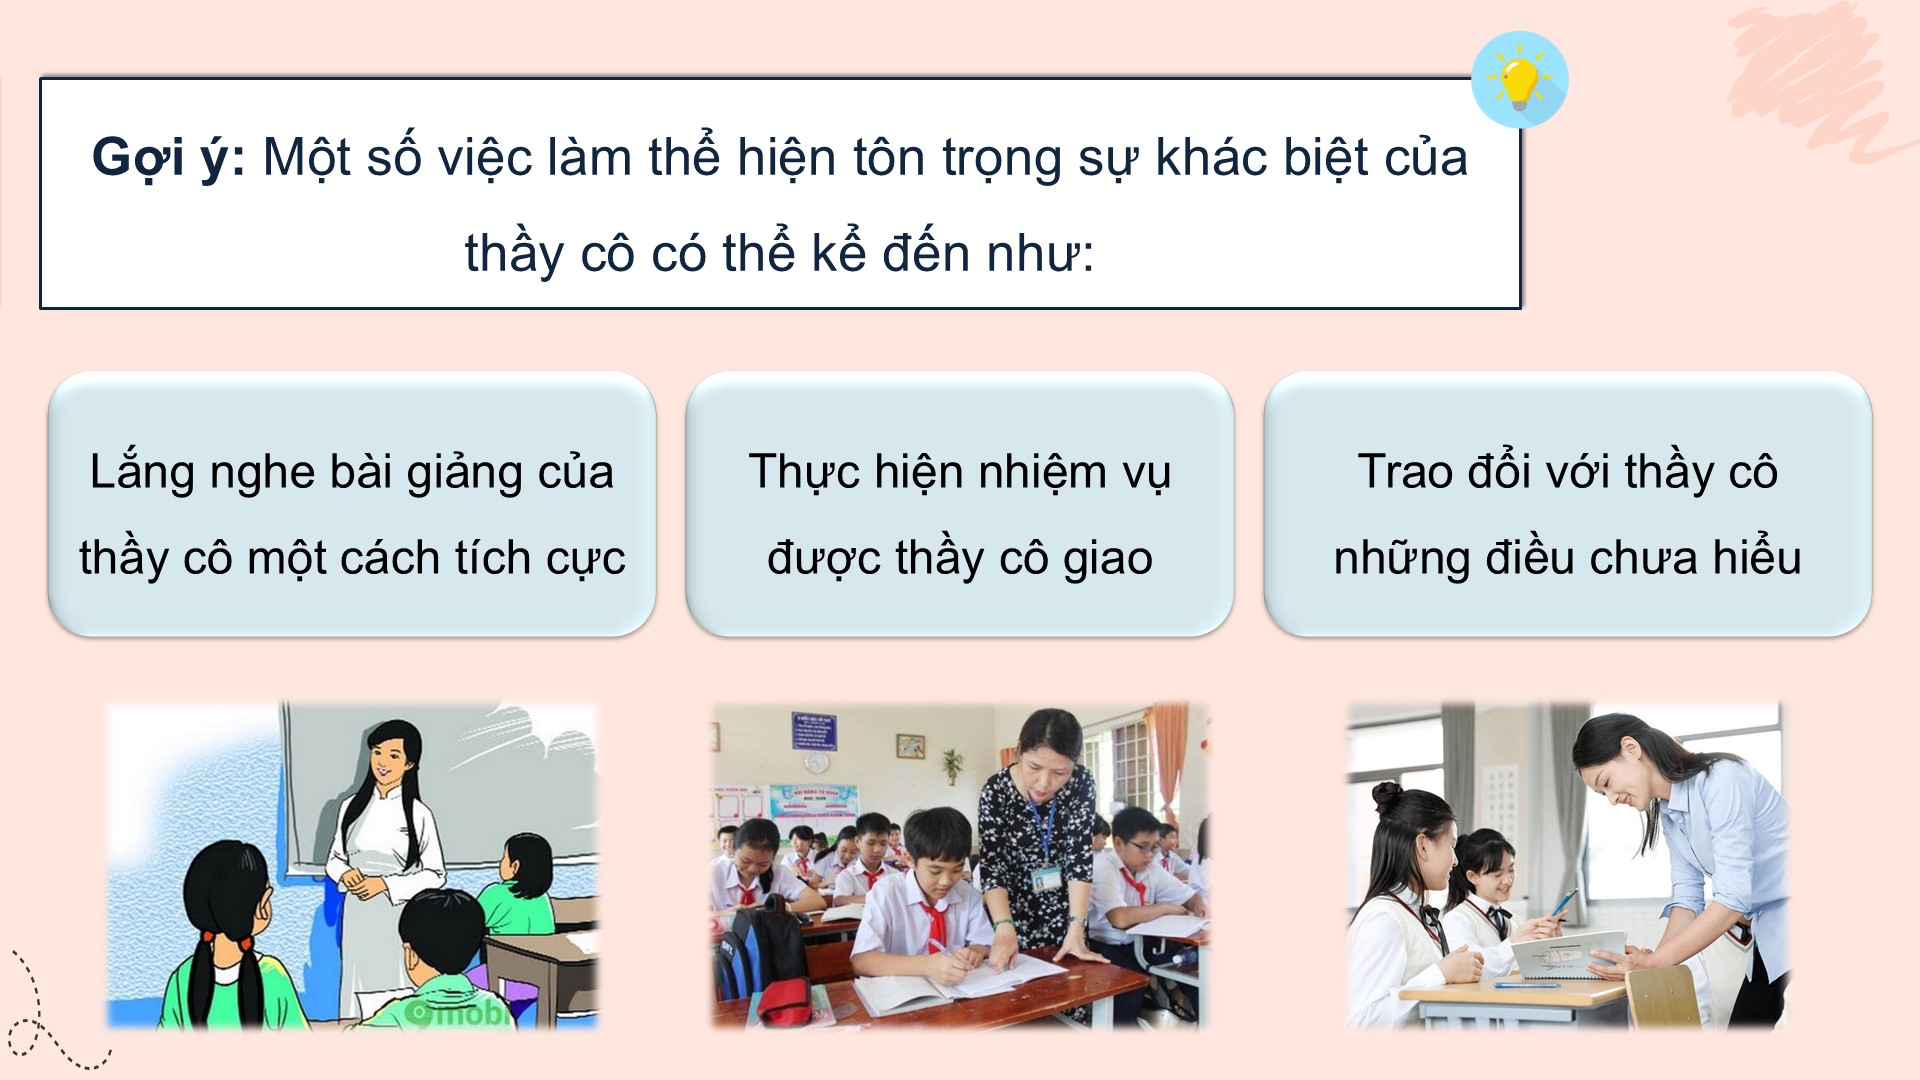 Gợi ý: Một số việc làm thể hiện tôn trọng sự khác biệt của
thầy cô có thể kể đến như:
Lắng nghe bài giảng của
thầy cô một cách tích cực
Thực hiện nhiệm vụ
được thầy cô giao
Trao đổi với thầy cô
những điều chưa hiểu